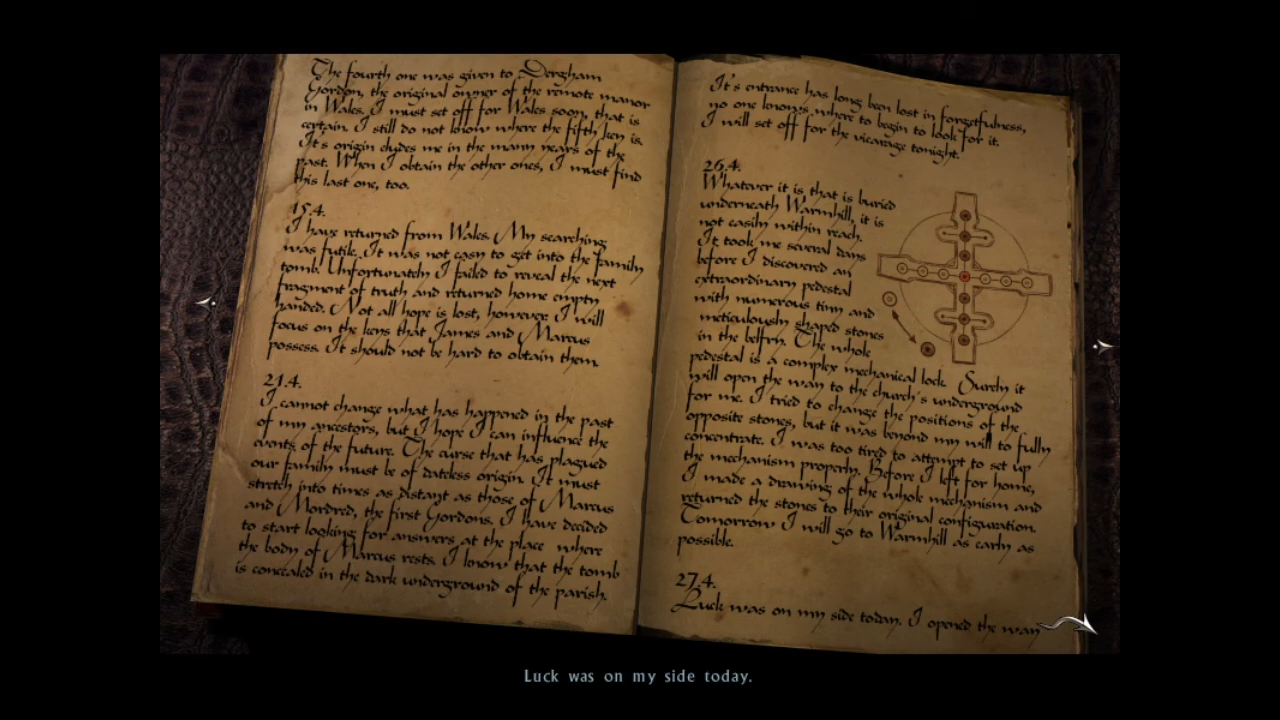 The fourth one was given to Dergham
Gordon, the original owner of the remote manor
in Wales. I must set off for Wales soon, that is
certain. I still do not know where the fifth key is.
It's origin eludes me in the many years of the
past. When I obtain the other ones, I must find
this last one, too.
15.4.
I have returned from Wales. My searching
was futile. It was not easy to get into the family
tomb. Unfortunately I failed to reveal the next
fragment of truth and returned home empty
handed. Not all hope is lost, however. I will
focus on the keys that James and Marcus
possess. It should not be hard to obtain them.
21.4.
I cannot change what has happened in the past
of my ancestors, but I hope I can influence the
events of the future. The curse that has plagued
our family must be of dateless origin. It must
stretch into times as distant as those of Marcus
and Mordred, the first Gordons. I have decided
to start looking for answers at the place where
the body of Marcus rests. I know that the tomb
is concealed in the dark underground of the parish.
It's entrance has long been lost in forgetfulness,
no one knows where to begin to look for it.
I will set off for the vicarage tonight.
26.4.
Whatever it is that is buried
underneath Warmhill, it is
not easily within reach.
It took me several days
before I discovered an
extraordinary pedestal
with numerous tiny and
meticulously shaped stones
in the belfry. The whole
pedestal is a complex mechanical lock. Surely it
will open the way to the church's underground
for me. I tried to change the positions of the
opposite stones, but it was beyond my will to fully
concentrate. I was too tired to attempt to set up
the mechanism properly. Before I left for home,
I made a drawing of the whole mechanism and
returned the stones to their original configuration.
Tomorrow I will go to Warmhill as early as
possible.
27.4.
Luck was on my side today. I opened the way
Luck was on my side today.